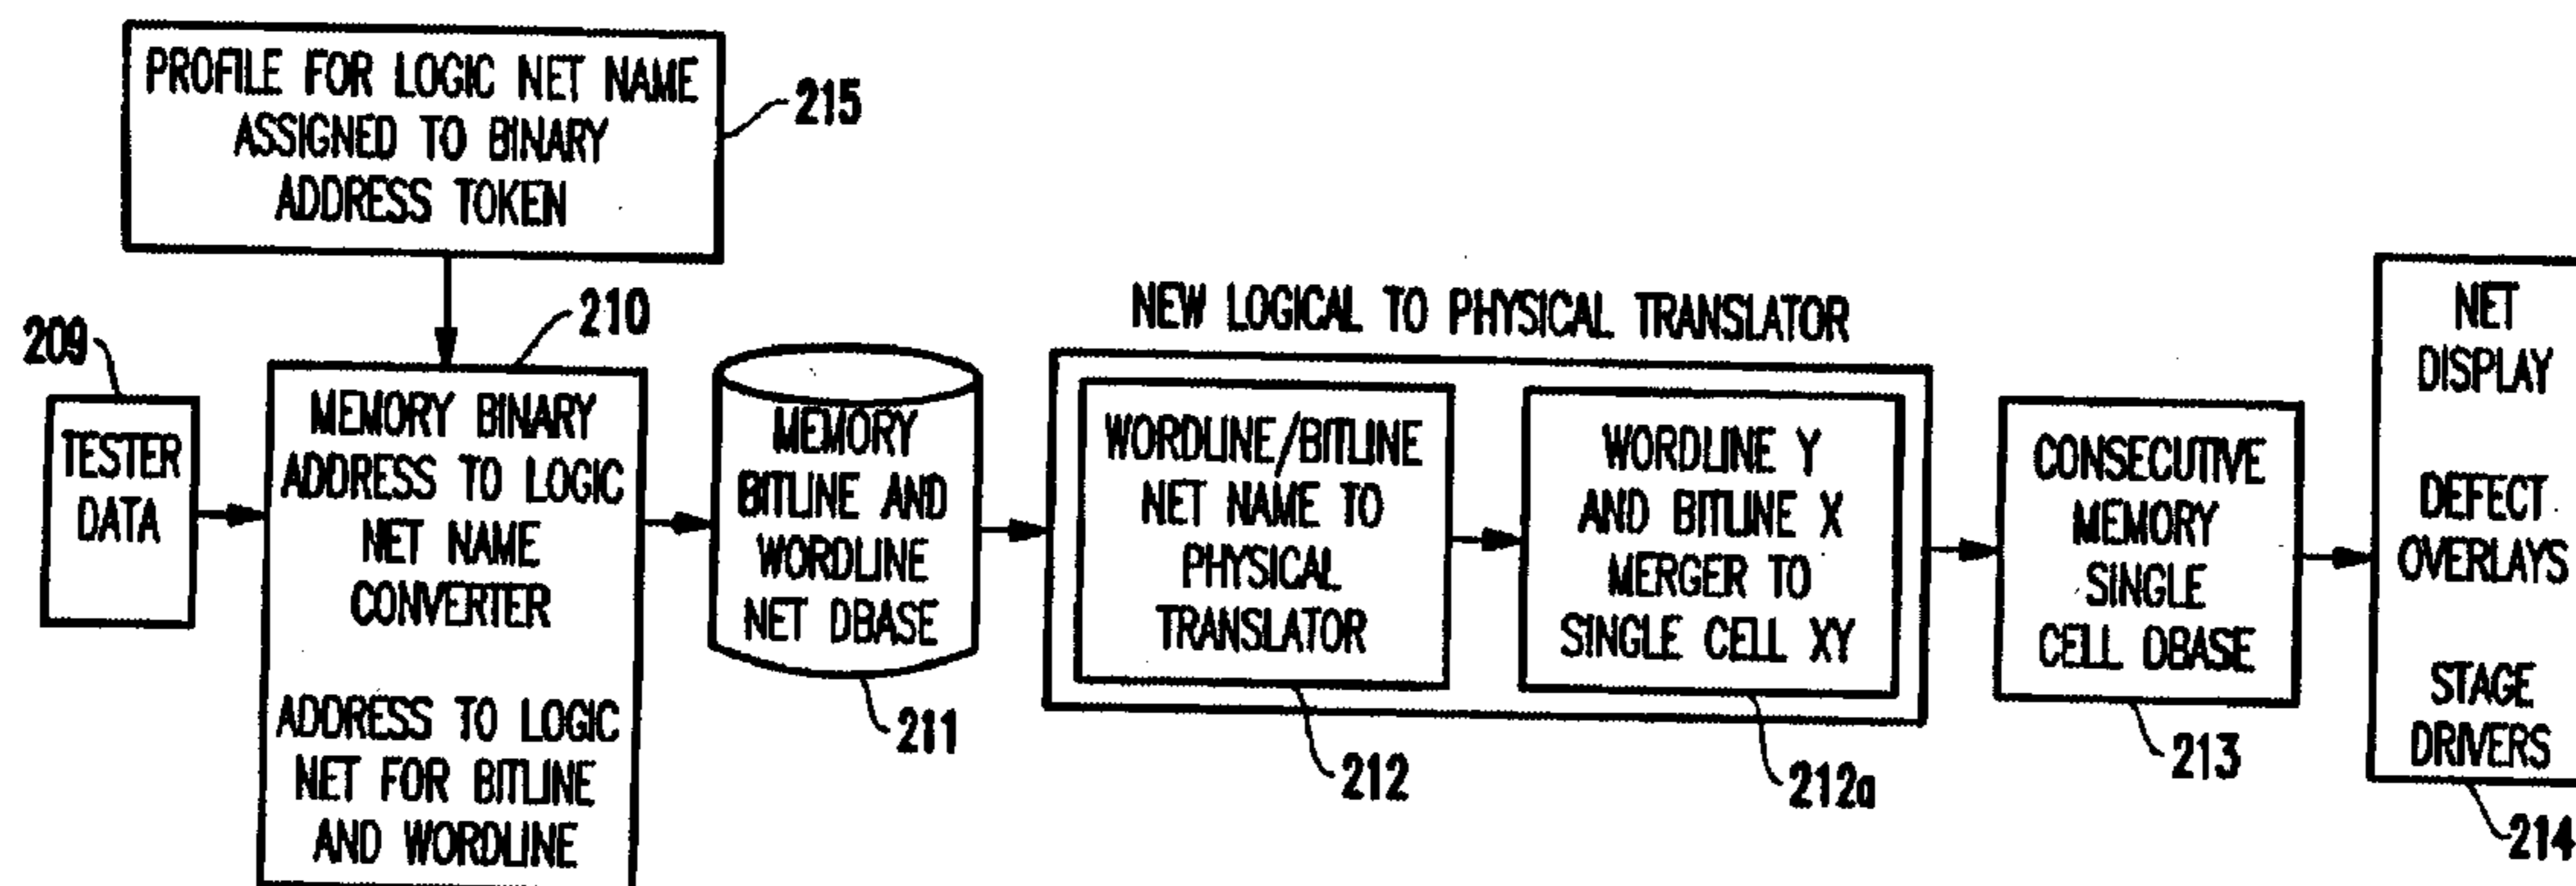 PROFILE FOR LOGIC NET NAME
ASSIGNED TO BINARY
ADDRESS TOKEN
215
209
TESTER
DATA
210
MEMORY BINARY
ADDRESS TO LOGIC
NET NAME
CONVERTER
ADDRESS TO LOGIC
NET FOR BITLINE
AND WORDLINE
MEMORY
BITLINE AND
WORDLINE
NET DBASE
211
NEW LOGICAL TO PHYSICAL TRANSLATOR
WORDLINE/BITLINE
NET NAME TO
PHYSICAL
TRANSLATOR
212
WORDLINE Y
AND BITLINE X
MERGER TO
SINGLE CELL XY
212a
CONSECUTIVE
MEMORY
SINGLE
CELL DBASE
213
NET
DISPLAY
DEFECT
OVERLAYS
STAGE
DRIVERS
214